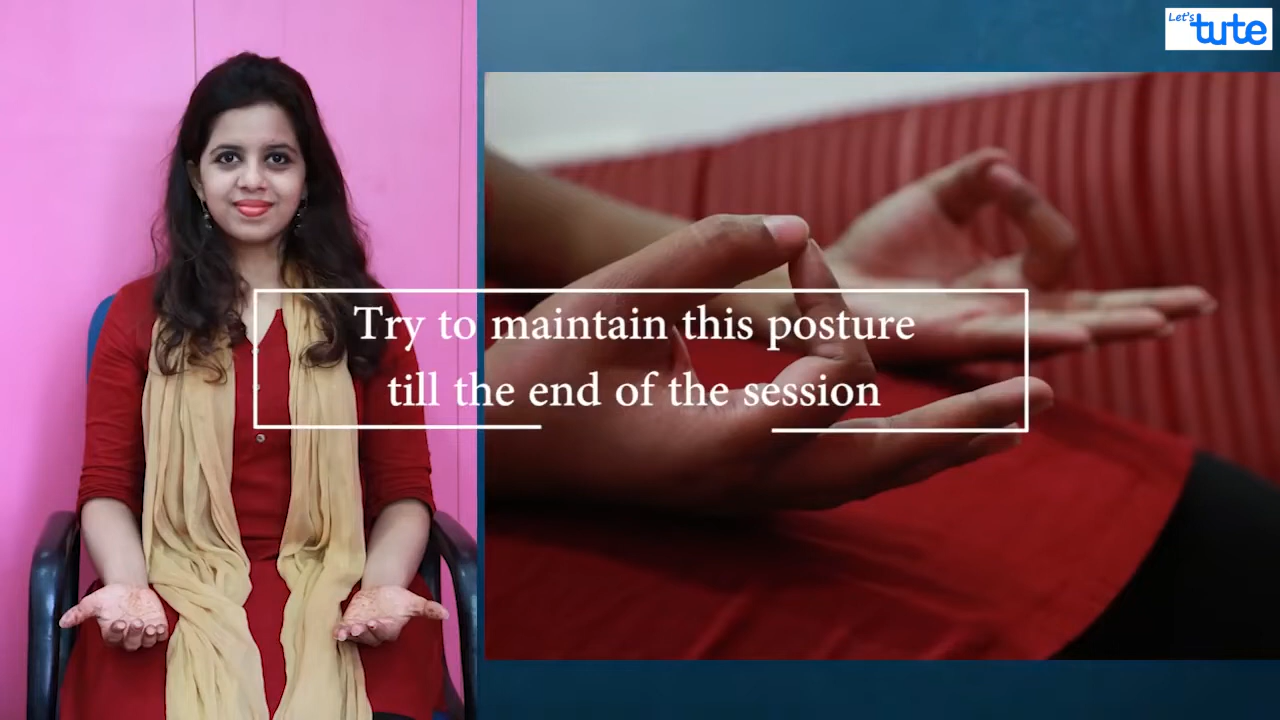 Let's
tute
Try to maintain this posture
till the end of the session